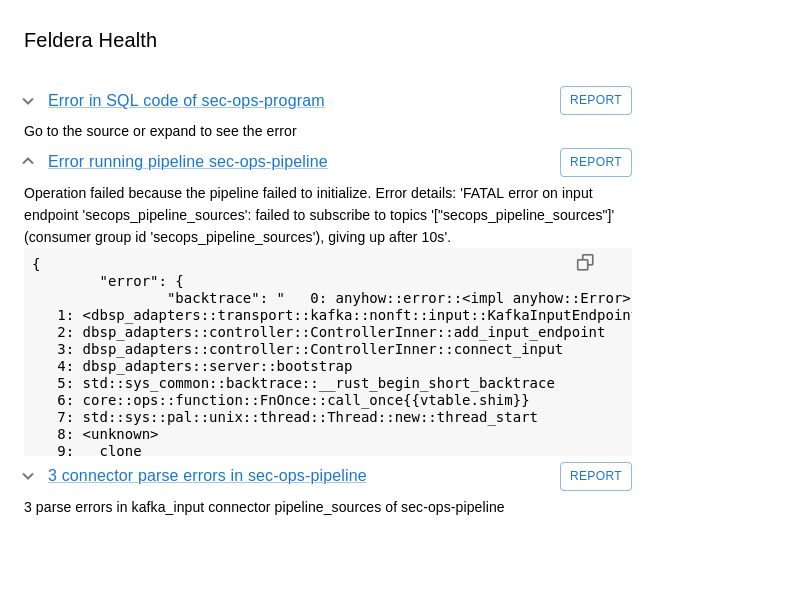 Feldera Health
Error in SQL code of sec-ops-program
REPORT
Go to the source or expand to see the error
Error running pipeline sec-ops-pipeline
REPORT
Operation failed because the pipeline failed to initialize. Error details: 'FATAL error on input
endpoint 'secops_pipeline_sources': failed to subscribe to topics '["secops_pipeline_sources"]'
(consumer group id 'secops_pipeline_sources'), giving up after 10s'.
{
        "error": {
                "backtrace": "   0: anyhow::error::<impl anyhow::Error>
   1: <dbsp_adapters::transport::kafka::nonft::input::KafkaInputEndpoin
   2: dbsp_adapters::controller::ControllerInner::add_input_endpoint
   3: dbsp_adapters::controller::ControllerInner::connect_input
   4: dbsp_adapters::server::bootstrap
   5: std::sys_common::backtrace::__rust_begin_short_backtrace
   6: core::ops::function::FnOnce::call_once{{vtable.shim}}
   7: std::sys::pal::unix::thread::Thread::new::thread_start
   8: <unknown>
   9:   clone
3 connector parse errors in sec-ops-pipeline
REPORT
3 parse errors in kafka_input connector pipeline_sources of sec-ops-pipeline